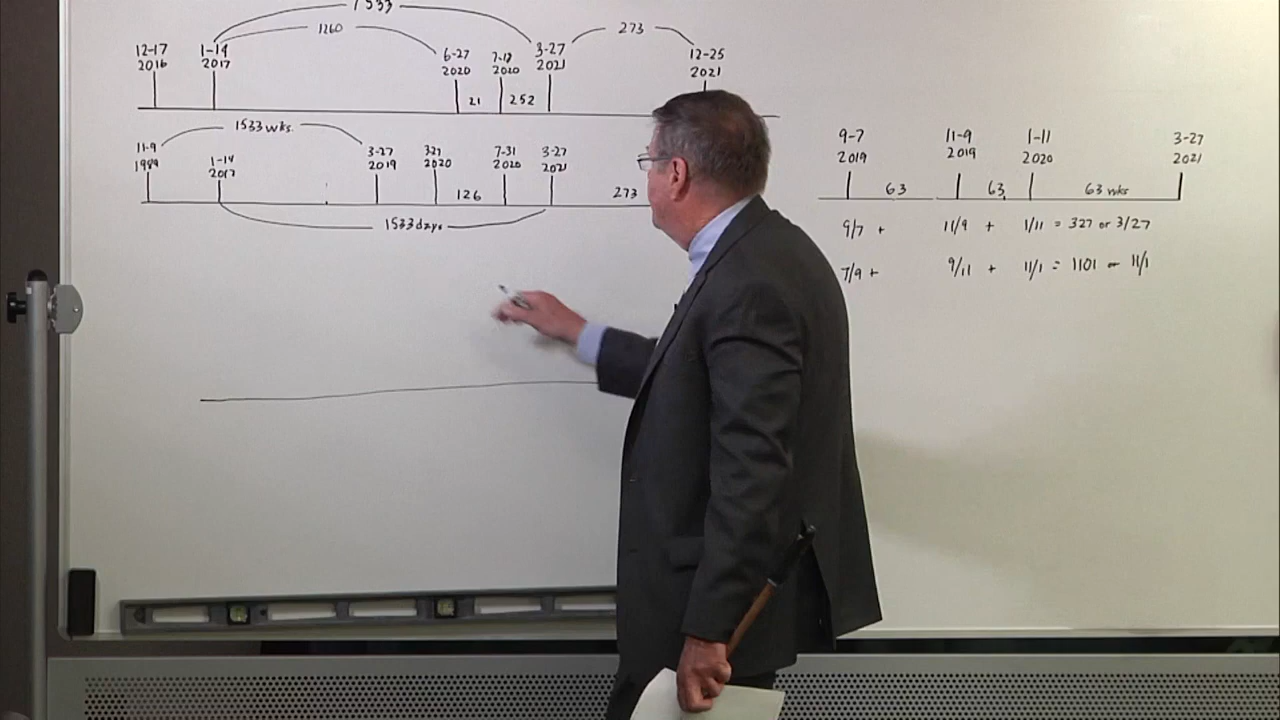 1533
1260
273
12-17 1-14 6-27 7-18 3-27 12-25
2016 2017 2020 2020 2021 2021
21 252
1533 wks.
11-9 1-14 3-27 3-27 7-31 3-27
1989 2017 2019 2020 2020 2021
126 273
1533 days
9-7 11-9 1-11 3-27
2019 2019 2020 2021
63 63 63 wks
9/7 + 11/9 + 1/11 = 327 or 3/27
7/9 + 9/11 + 11/1 = 1101 or 11/1